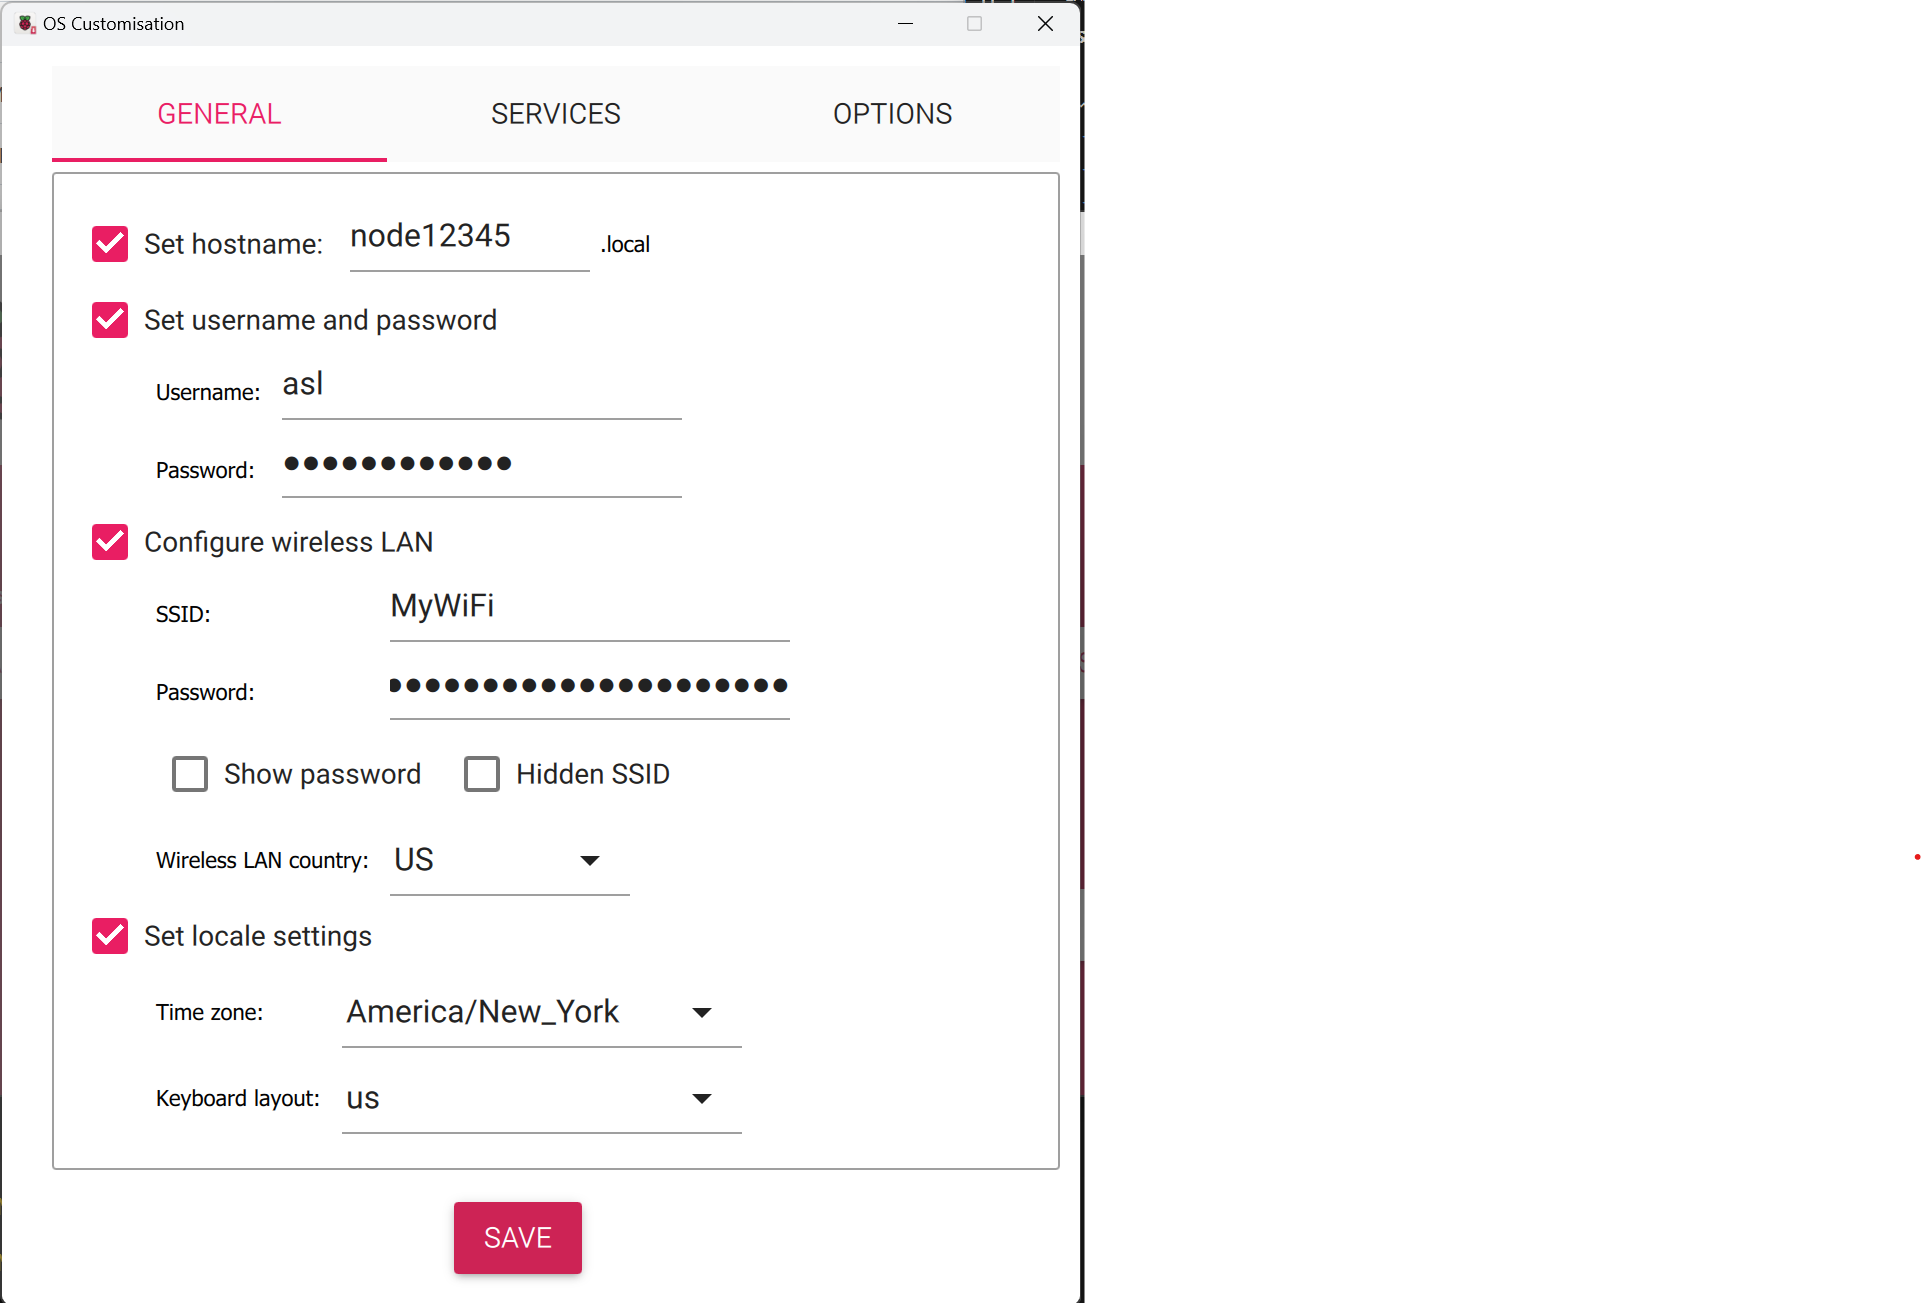 OS Customisation
GENERAL SERVICES OPTIONS
Set hostname: node12345 .local
Set username and password
Username: asl
Password: ●●●●●●●●●●●●
Configure wireless LAN
SSID: MyWiFi
Password: ●●●●●●●●●●●●●●●●●●●●●
Show password Hidden SSID
Wireless LAN country: US
Set locale settings
Time zone: America/New_York
Keyboard layout: us
SAVE